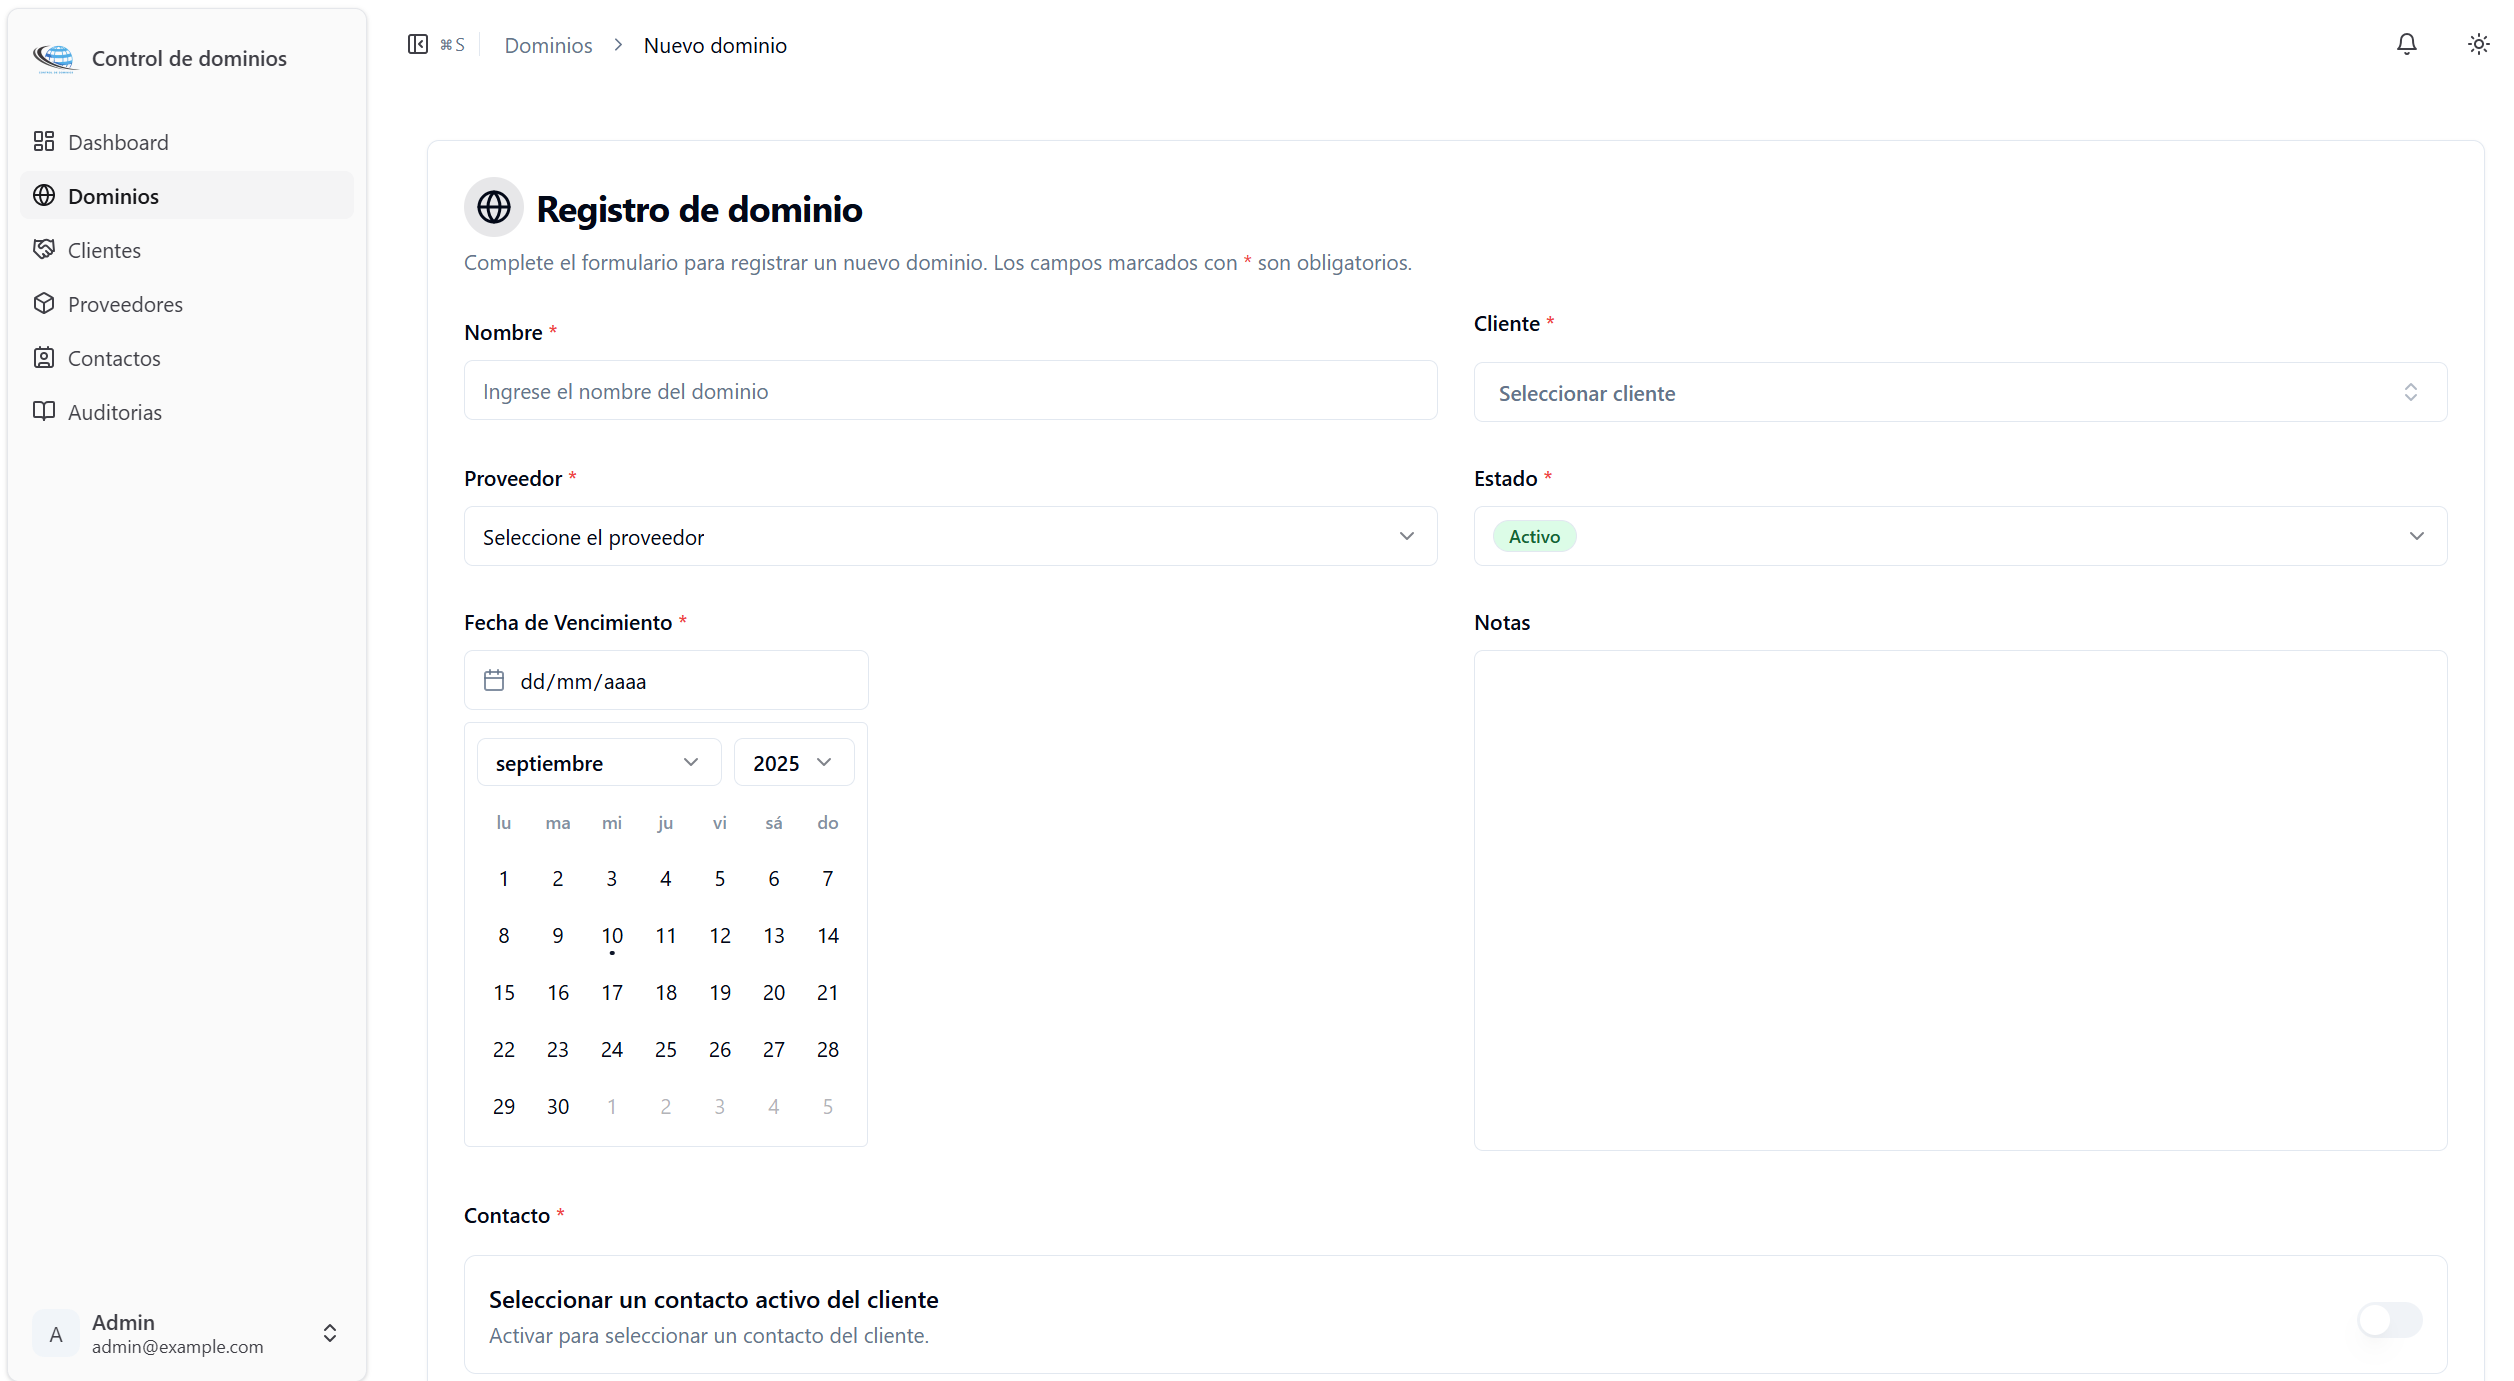 Control de dominios
Dashboard
Dominios
Clientes
Proveedores
Contactos
Auditorias
Admin
A
admin@example.com
⌘S
Dominios > Nuevo dominio
Registro de dominio
Complete el formulario para registrar un nuevo dominio. Los campos marcados con * son obligatorios.
Nombre *
Ingrese el nombre del dominio
Cliente *
Seleccionar cliente
Proveedor *
Seleccione el proveedor
Estado *
Activo
Fecha de Vencimiento *
dd/mm/aaaa
septiembre 2025
lu ma mi ju vi sá do
1 2 3 4 5 6 7
8 9 10 11 12 13 14
15 16 17 18 19 20 21
22 23 24 25 26 27 28
29 30 1 2 3 4 5
Notas
Contacto *
Seleccionar un contacto activo del cliente
Activar para seleccionar un contacto del cliente.